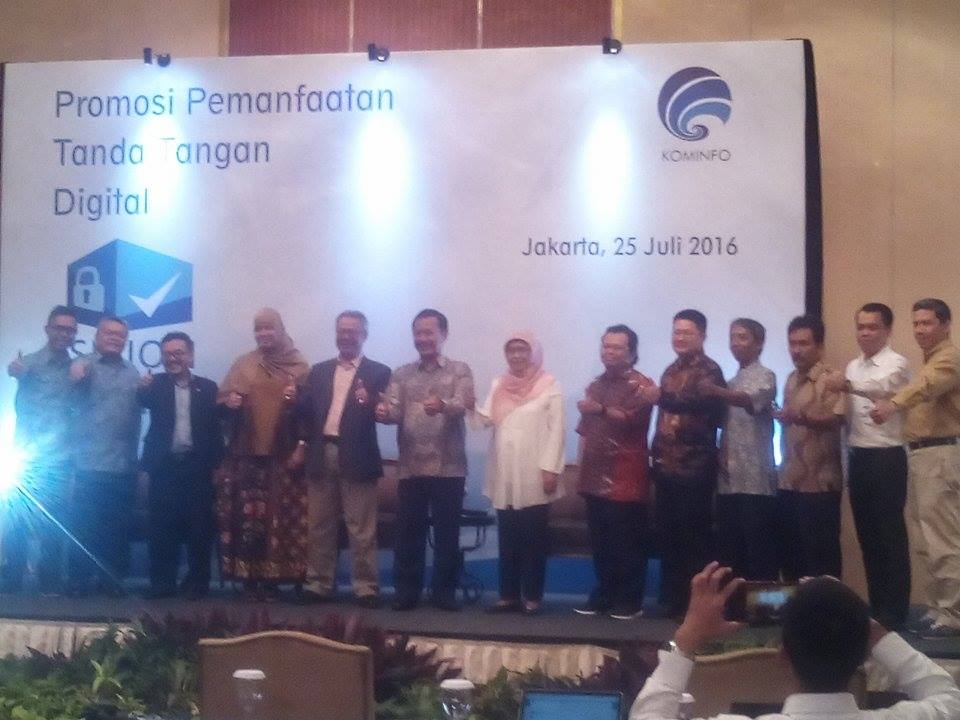 Promosi Pemanfaatan
Tanda Tangan
Digital
KOMINFO
Jakarta, 25 Juli 2016